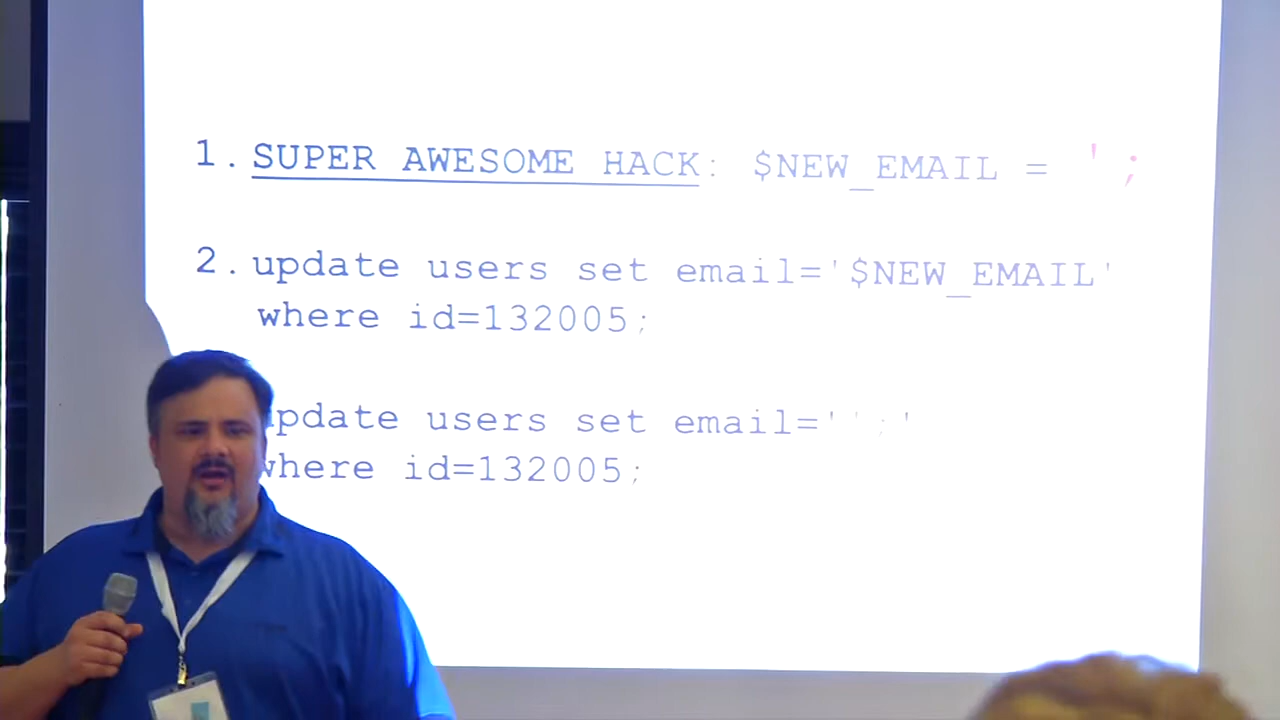 1. SUPER AWESOME HACK: $NEW_EMAIL = ';
2. update users set email='$NEW_EMAIL'
where id=132005;
update users set email='';'
where id=132005;